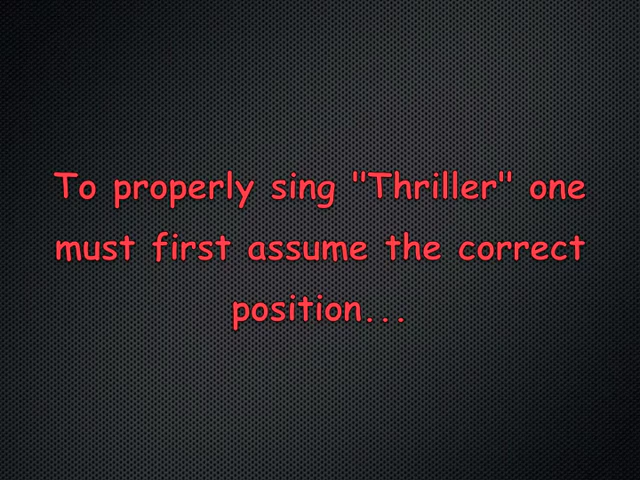 To properly sing "Thriller" one
must first assume the correct
position...